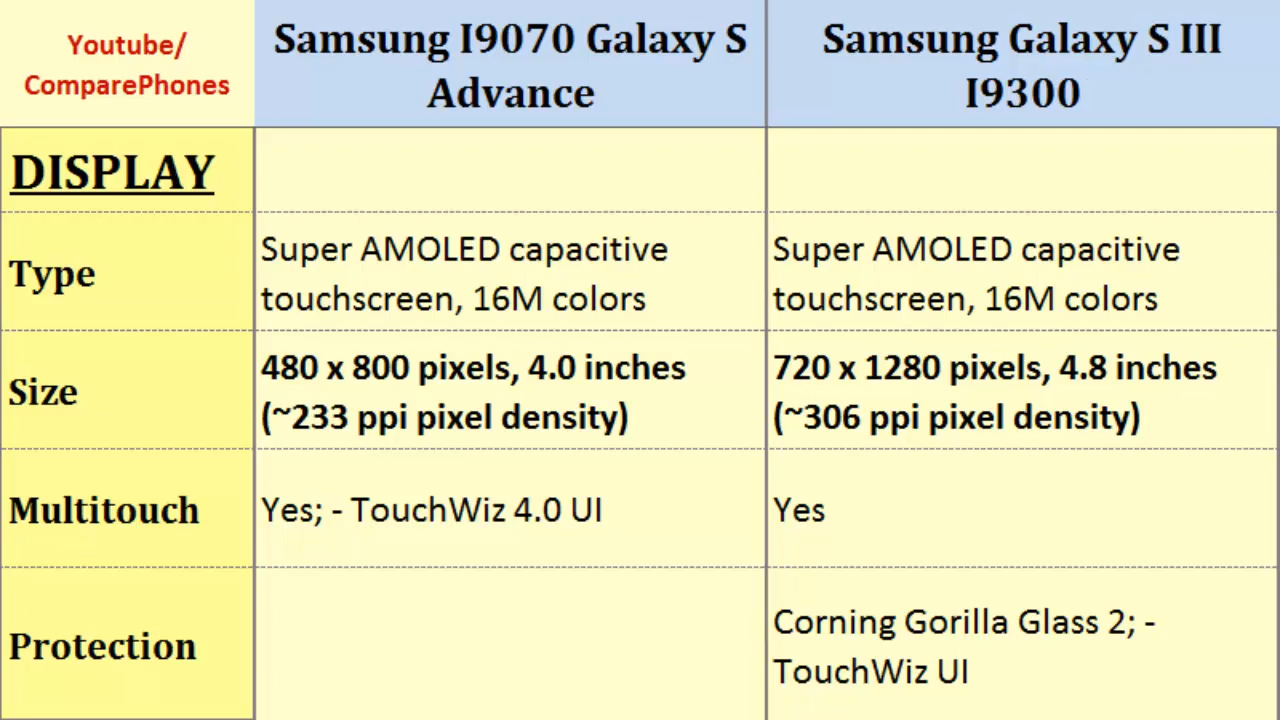 Youtube/
ComparePhones
Samsung I9070 Galaxy S
Advance
Samsung Galaxy S III
I9300
DISPLAY
Type
Super AMOLED capacitive
touchscreen, 16M colors
Super AMOLED capacitive
touchscreen, 16M colors
Size
480 x 800 pixels, 4.0 inches
(~233 ppi pixel density)
720 x 1280 pixels, 4.8 inches
(~306 ppi pixel density)
Multitouch
Yes; - TouchWiz 4.0 UI
Yes
Protection
Corning Gorilla Glass 2; -
TouchWiz UI